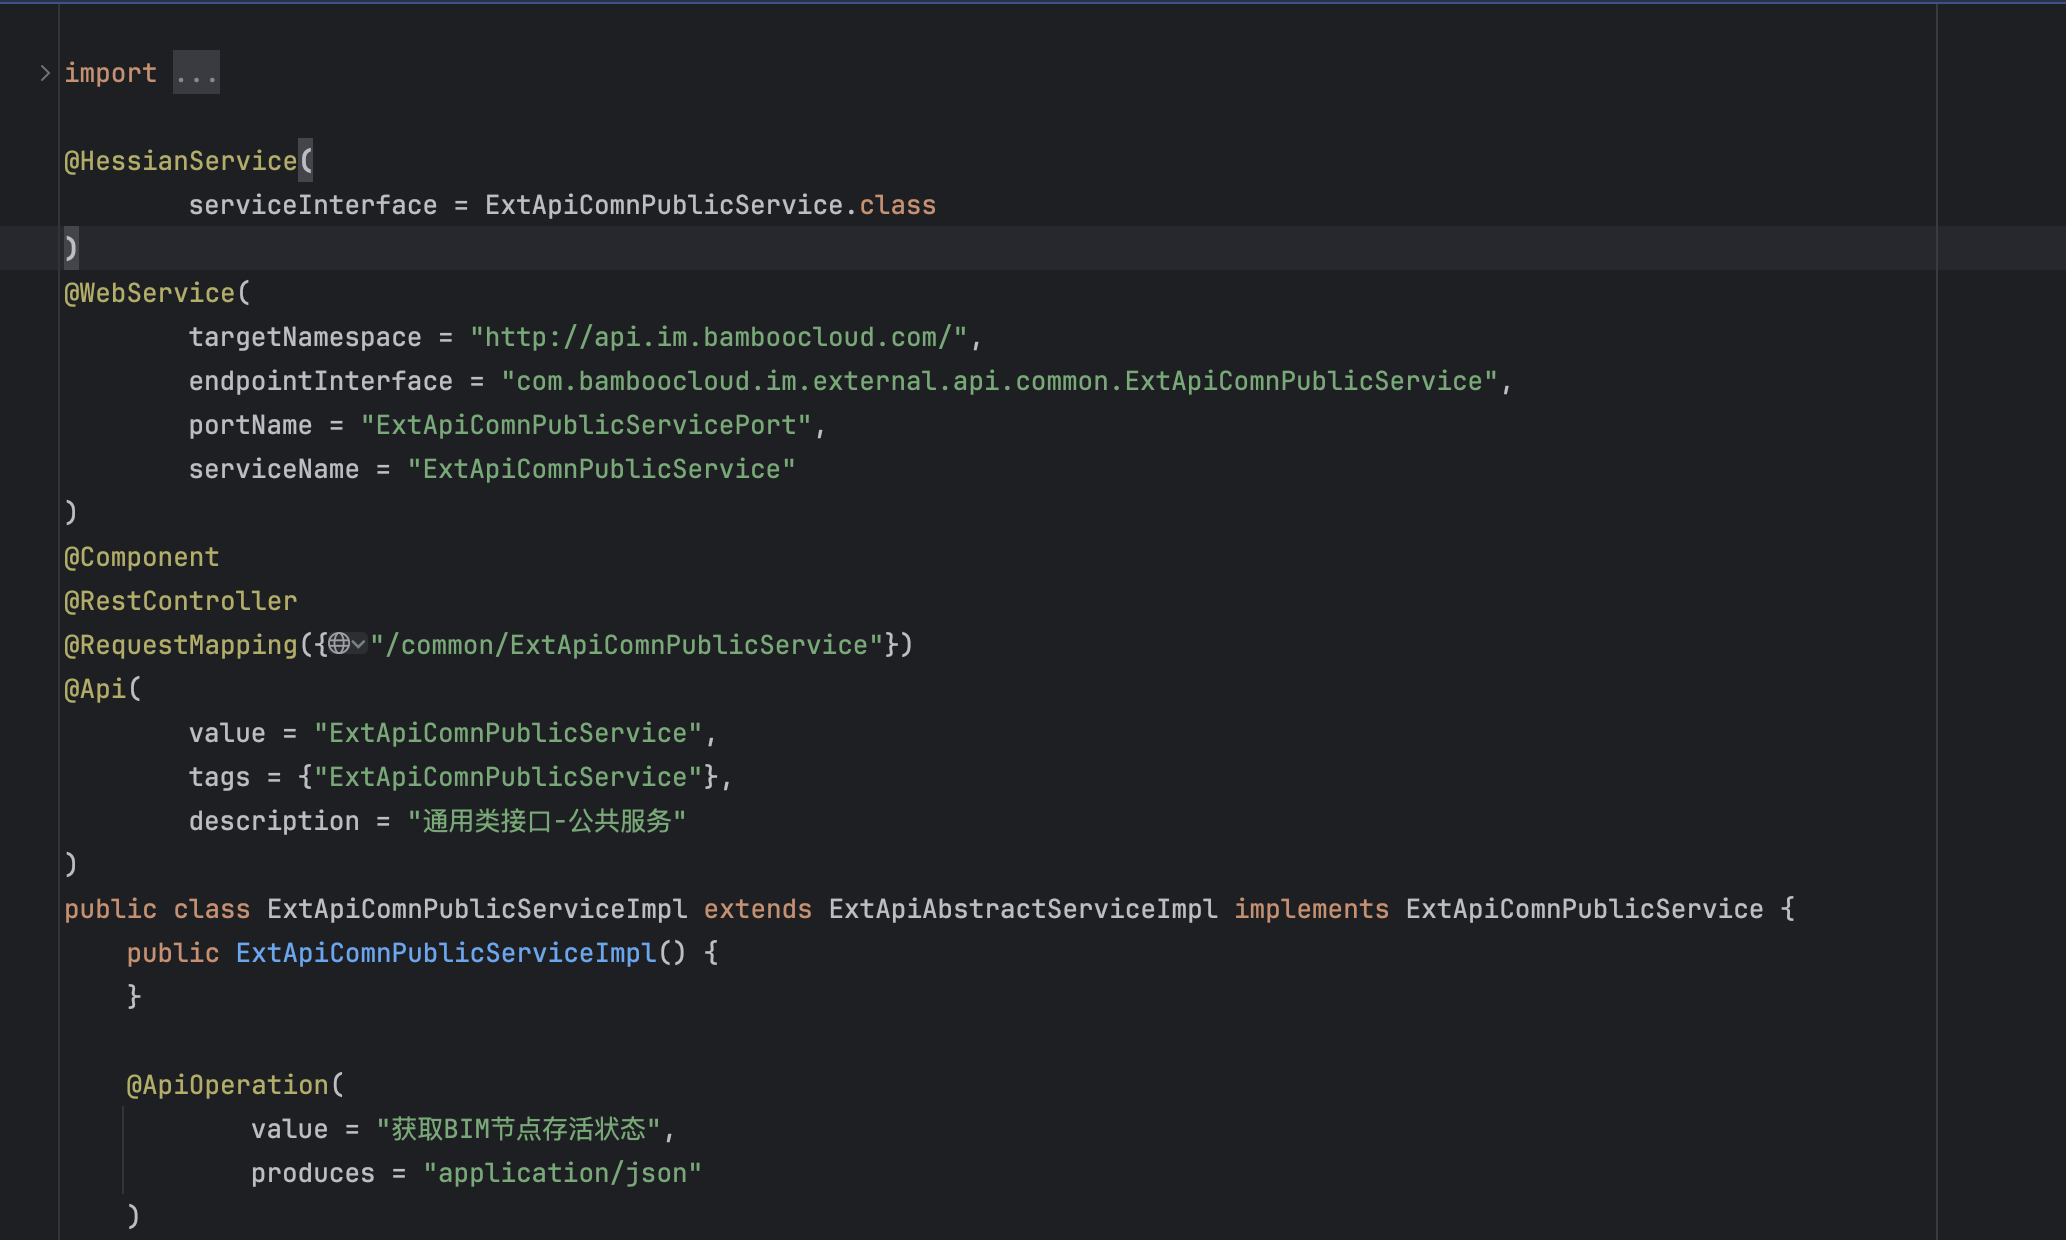 import ...
@HessianService(
serviceInterface = ExtApiComnPublicService.class
)
@WebService(
targetNamespace = "http://api.im.bamboocloud.com/",
endpointInterface = "com.bamboocloud.im.external.api.common.ExtApiComnPublicService",
portName = "ExtApiComnPublicServicePort",
serviceName = "ExtApiComnPublicService"
)
@Component
@RestController
@RequestMapping({"/common/ExtApiComnPublicService"})
@Api(
value = "ExtApiComnPublicService",
tags = {"ExtApiComnPublicService"},
description = "通用类接口-公共服务"
)
public class ExtApiComnPublicServiceImpl extends ExtApiAbstractServiceImpl implements ExtApiComnPublicService {
public ExtApiComnPublicServiceImpl() {
}
@ApiOperation(
value = "获取BIM节点存活状态",
produces = "application/json"
)